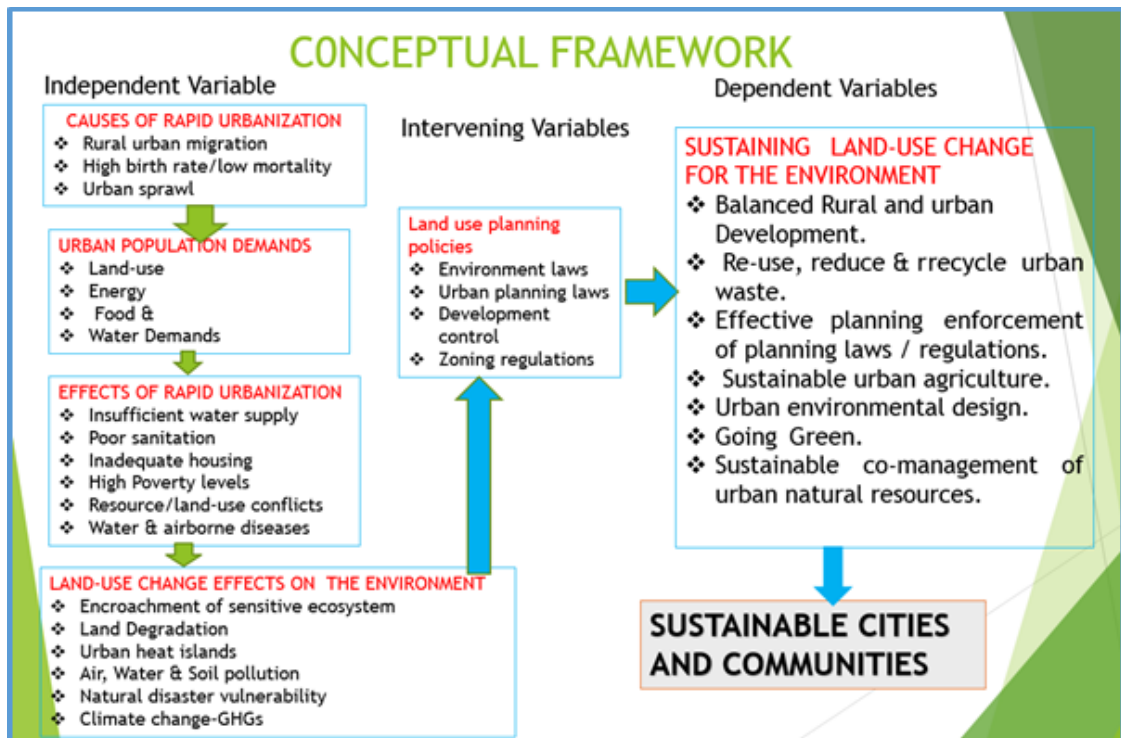 C0NCEPTUAL FRAMEWORK
Independent Variable
CAUSES OF RAPID URBANIZATION
❖ Rural urban migration
❖ High birth rate/low mortality
❖ Urban sprawl
URBAN POPULATION DEMANDS
❖ Land-use
❖ Energy
❖ Food &
❖ Water Demands
EFFECTS OF RAPID URBANIZATION
❖ Insufficient water supply
❖ Poor sanitation
❖ Inadequate housing
❖ High Poverty levels
❖ Resource/land-use conflicts
❖ Water & airborne diseases
LAND-USE CHANGE EFFECTS ON THE ENVIRONMENT
❖ Encroachment of sensitive ecosystem
❖ Land Degradation
❖ Urban heat islands
❖ Air, Water & Soil pollution
❖ Natural disaster vulnerability
❖ Climate change-GHGs
Intervening Variables
Land use planning
policies
❖ Environment laws
❖ Urban planning laws
❖ Development
control
❖ Zoning regulations
Dependent Variables
SUSTAINING LAND-USE CHANGE
FOR THE ENVIRONMENT
❖ Balanced Rural and urban
Development.
❖ Re-use, reduce & rrecycle urban
waste.
❖ Effective planning enforcement
of planning laws / regulations.
❖ Sustainable urban agriculture.
❖ Urban environmental design.
❖ Going Green.
❖ Sustainable co-management of
urban natural resources.
SUSTAINABLE CITIES
AND COMMUNITIES